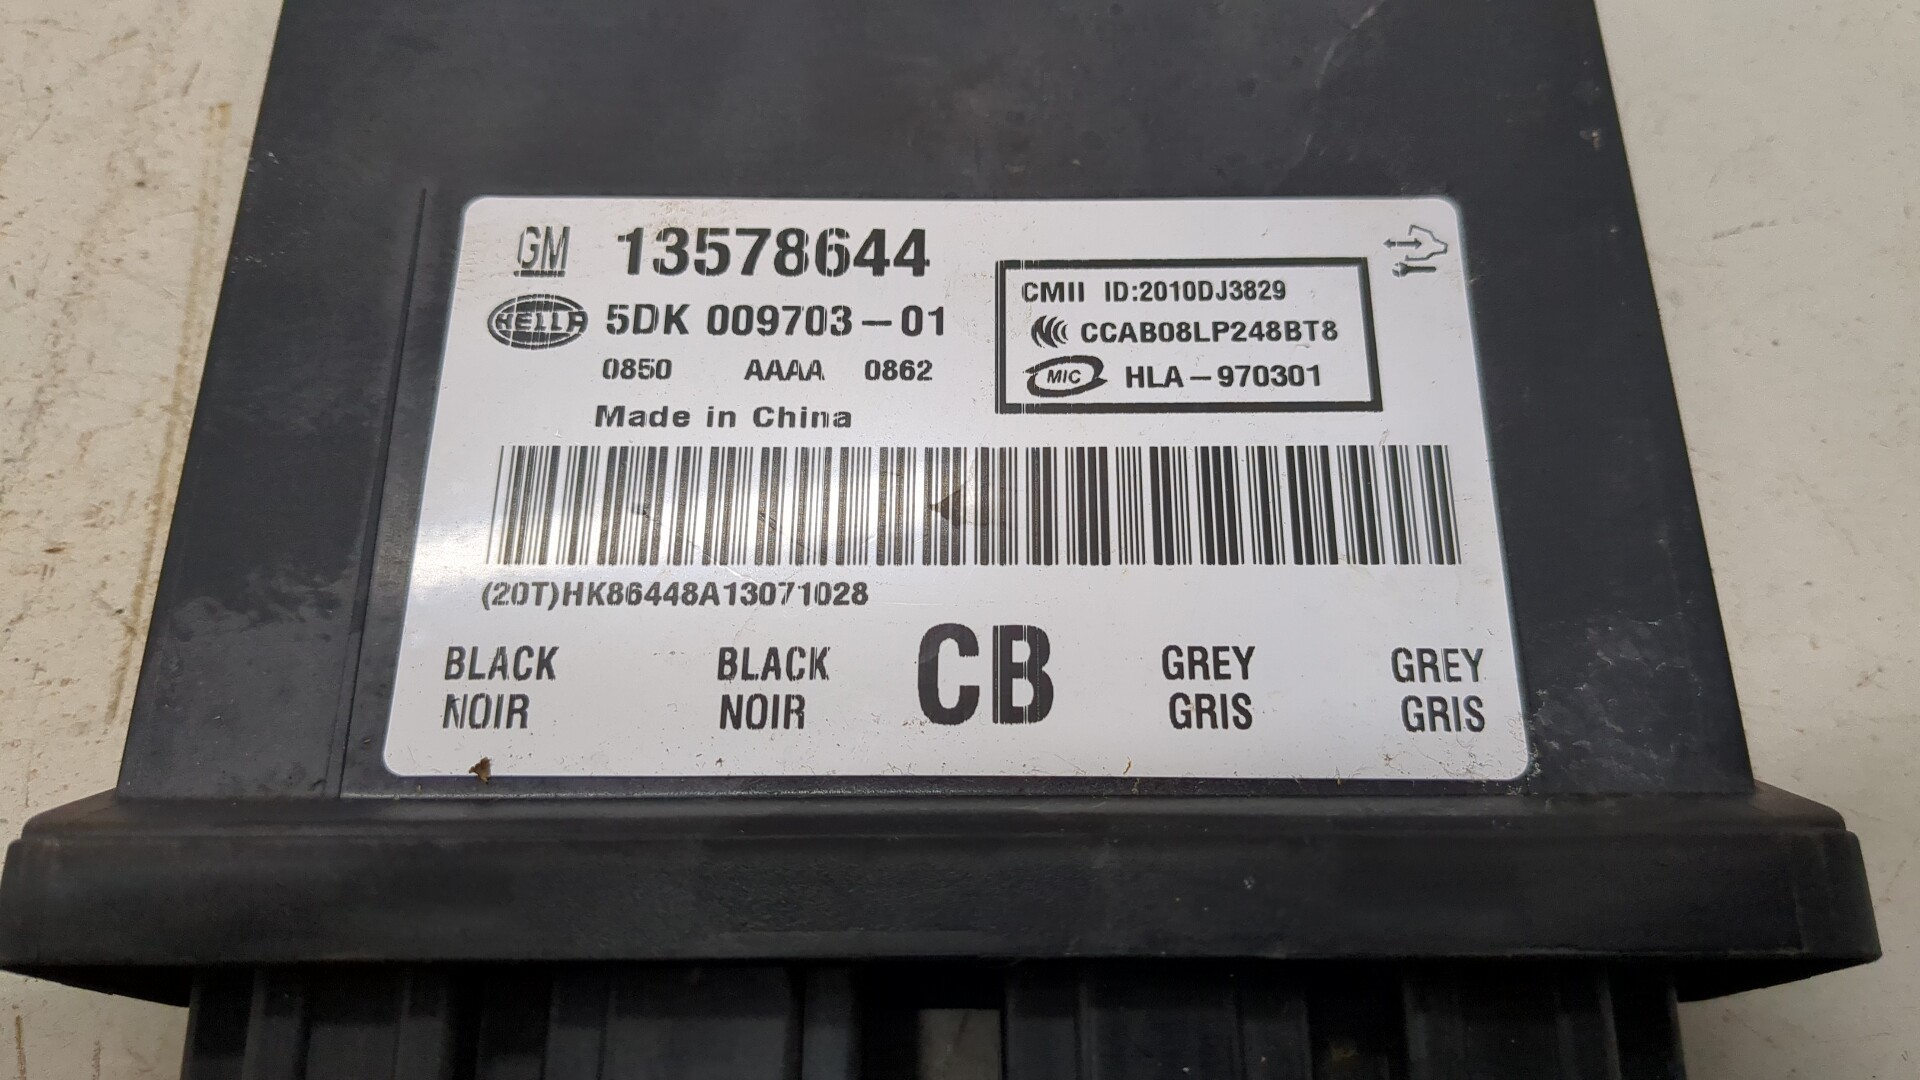 GM 13578644
HELLA 5DK 009703-01
0850 AAAA 0862
Made in China
CMII ID:2010DJ3829
CCAB08LP248BT8
MIC HLA-970301
(20T)HK86448A13071028
BLACK BLACK CB GREY GREY
NOIR NOIR GRIS GRIS